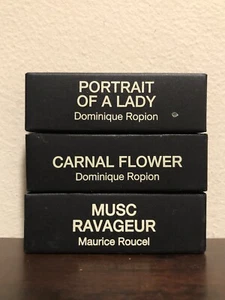 PORTRAIT
OF A LADY
Dominique Ropion
CARNAL FLOWER
Dominique Ropion
MUSC
RAVAGEUR
Maurice Roucel